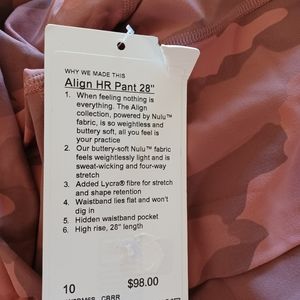 WHY WE MADE THIS
Align HR Pant 28"
1. When feeling nothing is
everything. The Align
collection, powered by Nulu™
fabric, is so weightless and
buttery soft, all you feel is
your practice
2. Our buttery-soft Nulu™ fabric
feels weightlessly light and is
sweat-wicking and four-way
stretch
3. Added Lycra® fibre for stretch
and shape retention
4. Waistband lies flat and won't
dig in
5. Hidden waistband pocket
6. High rise, 28" length
10 $98.00